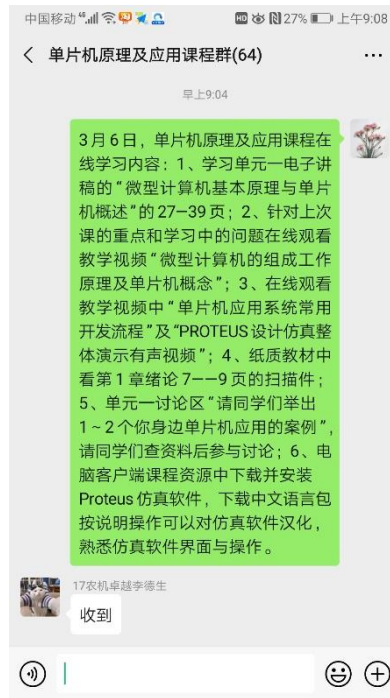 中国移动 27% 上午9:08
单片机原理及应用课程群(64)
早上9:04
3月6日，单片机原理及应用课程在
线学习内容：1、学习单元一电子讲
稿的“微型计算机基本原理与单片
机概述”的27—39页；2、针对上次
课的重点和学习中的问题在线观看
教学视频“微型计算机的组成工作
原理及单片机概念”；3、在线观看
教学视频中“单片机应用系统常用
开发流程”及“PROTEUS设计仿真整
体演示有声视频”；4、纸质教材中
看第1章绪论7——9页的扫描件；
5、单元一讨论区“请同学们举出
1～2个你身边单片机应用的案例”，
请同学们查资料后参与讨论；6、电
脑客户端课程资源中下载并安装
Proteus仿真软件，下载中文语言包
按说明操作可以对仿真软件汉化，
熟悉仿真软件界面与操作。
17农机卓越李德生
收到